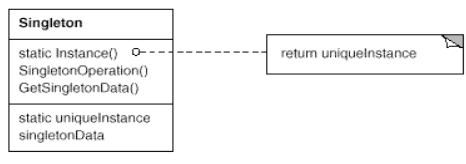 Singleton
static Instance()
return uniqueInstance
SingletonOperation()
GetSingletonData()
static uniqueInstance
singletonData